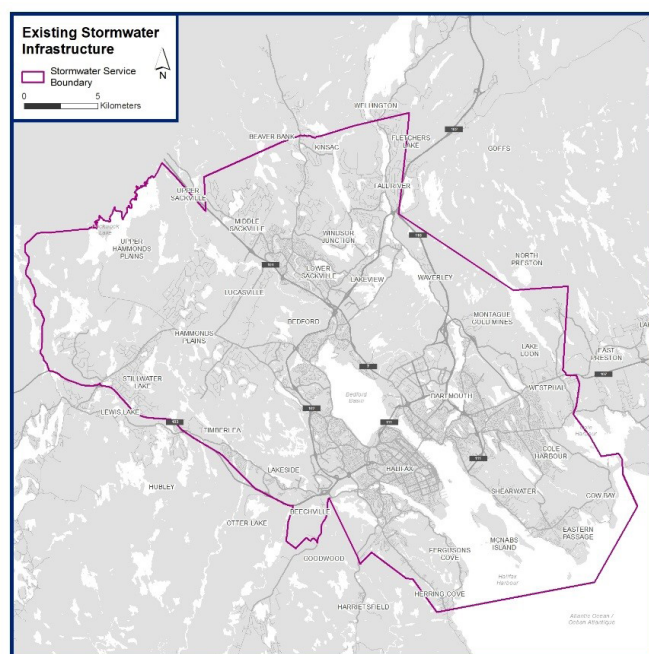 Existing Stormwater
Infrastructure
Stormwater Service
Boundary
N
0 5
Kilometers
WELLINGTON
BEAVER BANK
KINSAC
FLETCHERS
LAKE
GOFFS
FALL RIVER
UPPER
SACKVILLE
MIDDLE
SACKVILLE
UPPER
HAMMONDS
PLAINS
WINDSOR
JUNCTION
NORTH
PRESTON
LOWER
SACKVILLE
LAKEVIEW
WAVERLEY
LUCASVILLE
BEDFORD
MONTAGUE
GOLD MINES
HAMMONDS
PLAINS
LAKE
LOON
EAST
PRESTON
STILLWATER
LAKE
WESTPHAL
Bedford
Basin
DARTMOUTH
LEWIS LAKE
TIMBERLEA
COLE
HARBOUR
LAKESIDE
HALIFAX
HUBLEY
SHEARWATER
COW BAY
BEECHVILLE
OTTER LAKE
EASTERN
PASSAGE
MCNABS
ISLAND
GOODWOOD
FERGUSONS
COVE
Halifax
Harbour
HERRING COVE
HARRIETSFIELD
Atlantic Ocean /
Océan Atlantique